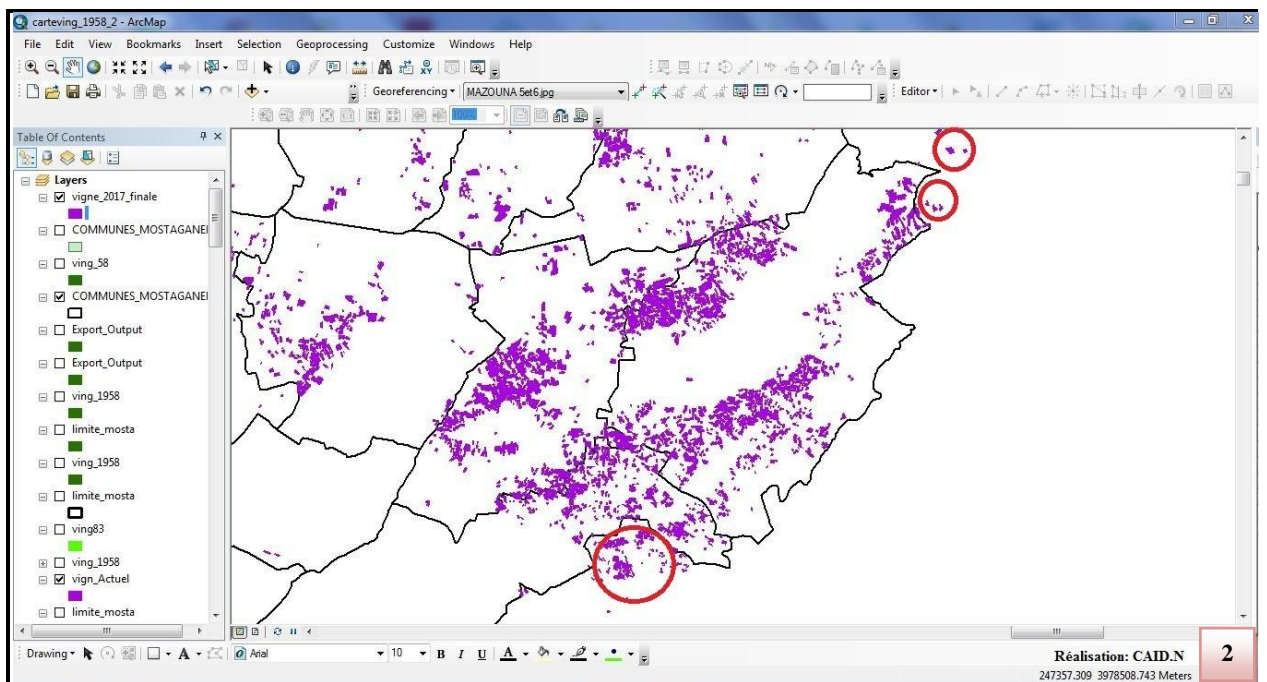 carteving_1958_2 - ArcMap
File Edit View Bookmarks Insert Selection Geoprocessing Customize Windows Help
Georeferencing MAZOUNA 5et6.jpg Editor
100%
Table Of Contents
Layers
vigne_2017_finale
COMMUNES_MOSTAGANEI
ving_58
COMMUNES_MOSTAGANEI
Export_Output
Export_Output
ving_1958
limite_mosta
ving_1958
limite_mosta
ving83
ving_1958
vign_Actuel
limite_mosta
Drawing A Arial 10 B I U A
Réalisation: CAID.N
2
247357.309 3978508.743 Meters